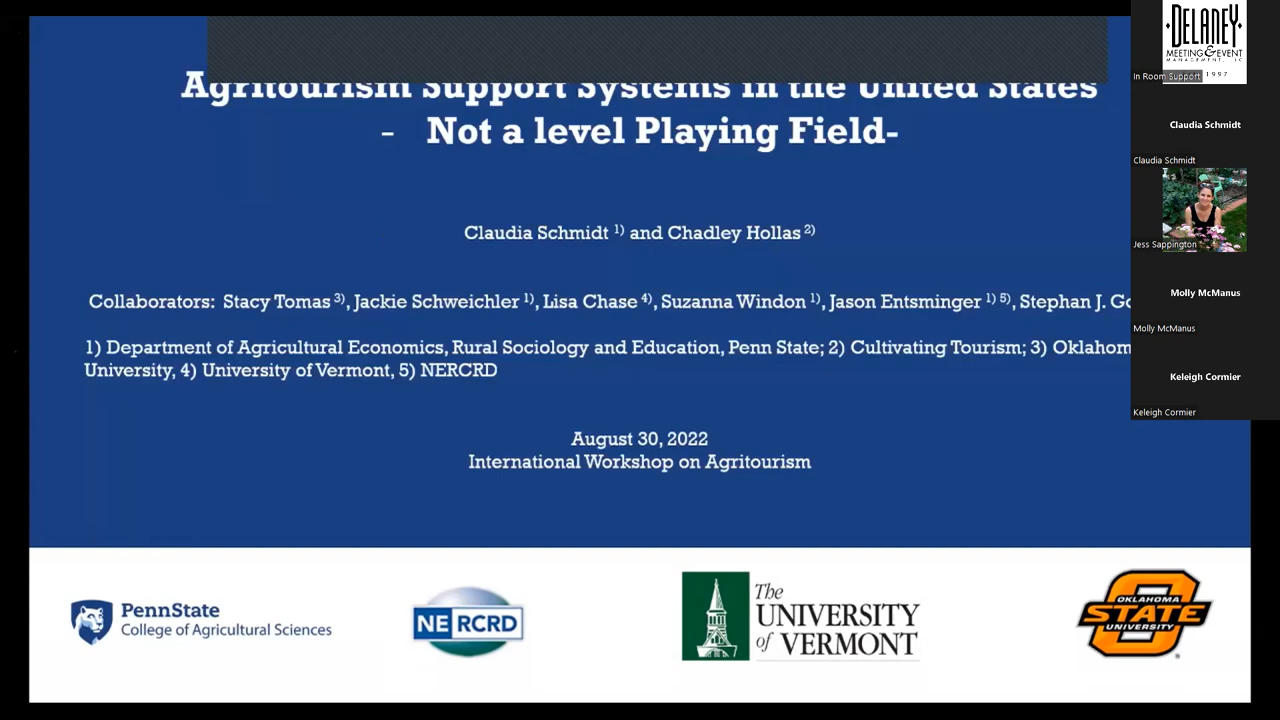 Agritourism Support Systems in the United States
- Not a level Playing Field-
Claudia Schmidt 1) and Chadley Hollas 2)
Collaborators: Stacy Tomas 3), Jackie Schweichler 1), Lisa Chase 4), Suzanna Windon 1), Jason Entsminger 1) 5), Stephan J.
1) Department of Agricultural Economics, Rural Sociology and Education, Penn State; 2) Cultivating Tourism; 3)
University, 4) University of Vermont, 5) NERCRD
August 30, 2022
International Workshop on Agritourism
PennState
College of Agricultural Sciences
NERCRD
The
UNIVERSITY
of VERMONT
OKLAHOMA
STATE
UNIVERSITY
DELANEY
MEETING & EVENT
MANAGEMENT,
1997
In Room Support
Claudia Schmidt
Claudia Schmidt
Jess Sappington
Molly McManus
Molly McManus
Keleigh Cormier
Keleigh Cormier